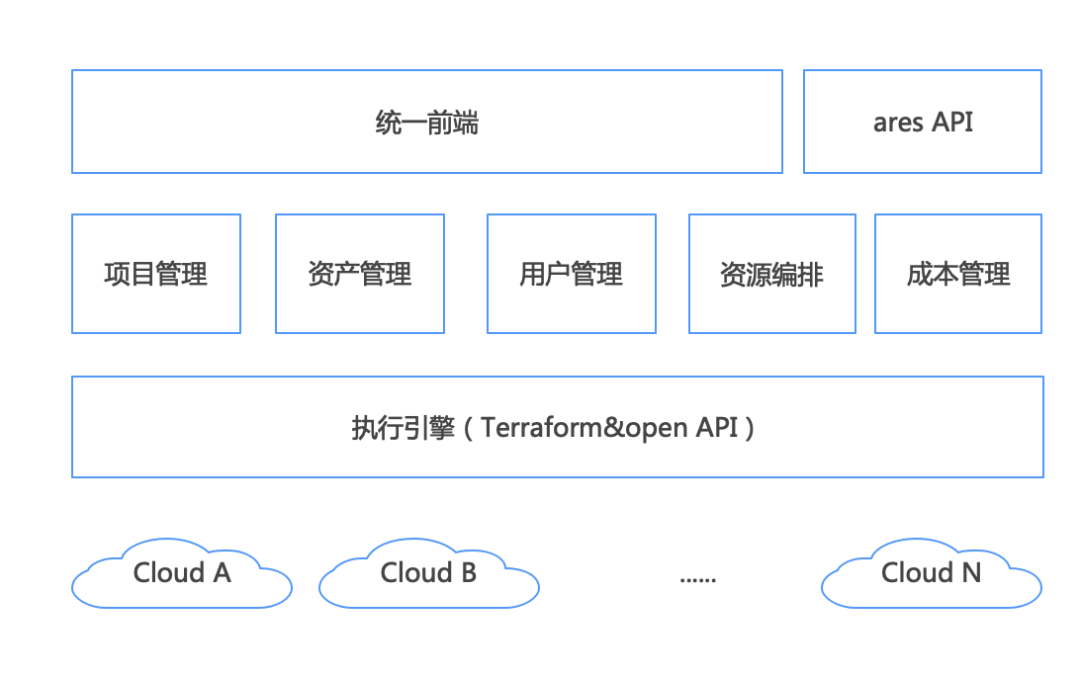 统一前端
ares API
项目管理
资产管理
用户管理
资源编排
成本管理
执行引擎（Terraform&open API）
Cloud A
Cloud B
......
Cloud N